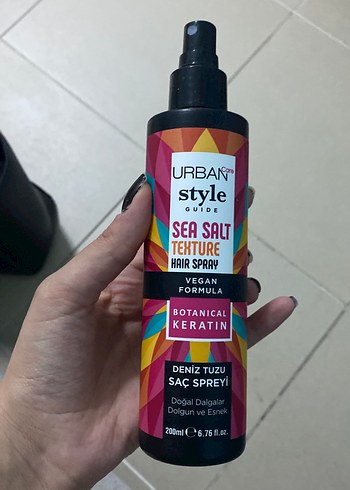 URBAN Care
style
GUIDE
SEA SALT
TEXTURE
HAIR SPRAY
VEGAN
FORMULA
BOTANICAL
KERATIN
DENİZ TUZU
SAÇ SPREYİ
Doğal Dalgalar
Dolgun ve Esnek
200ml ℮ 6.76 fl.oz.